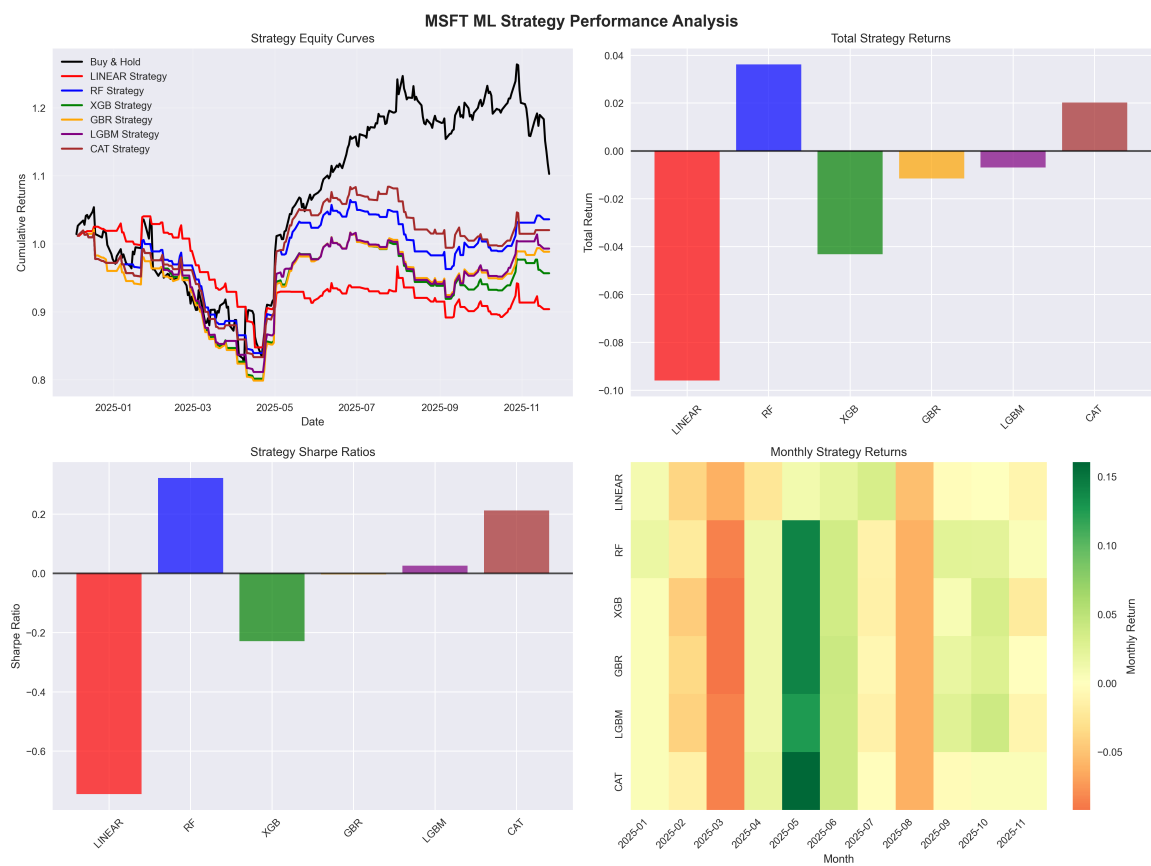 MSFT ML Strategy Performance Analysis
Strategy Equity Curves
Buy & Hold
LINEAR Strategy
RF Strategy
XGB Strategy
GBR Strategy
LGBM Strategy
CAT Strategy
Cumulative Returns
1.2
1.1
1.0
0.9
0.8
2025-01 2025-03 2025-05 2025-07 2025-09 2025-11
Date
Total Strategy Returns
Total Return
0.04
0.02
0.00
−0.02
−0.04
−0.06
−0.08
−0.10
LINEAR RF XGB GBR LGBM CAT
Strategy Sharpe Ratios
Sharpe Ratio
0.2
0.0
−0.2
−0.4
−0.6
LINEAR RF XGB GBR LGBM CAT
Monthly Strategy Returns
LINEAR
RF
XGB
GBR
LGBM
CAT
2025-01 2025-02 2025-03 2025-04 2025-05 2025-06 2025-07 2025-08 2025-09 2025-10 2025-11
Month
0.15
0.10
0.05
0.00
−0.05
Monthly Return